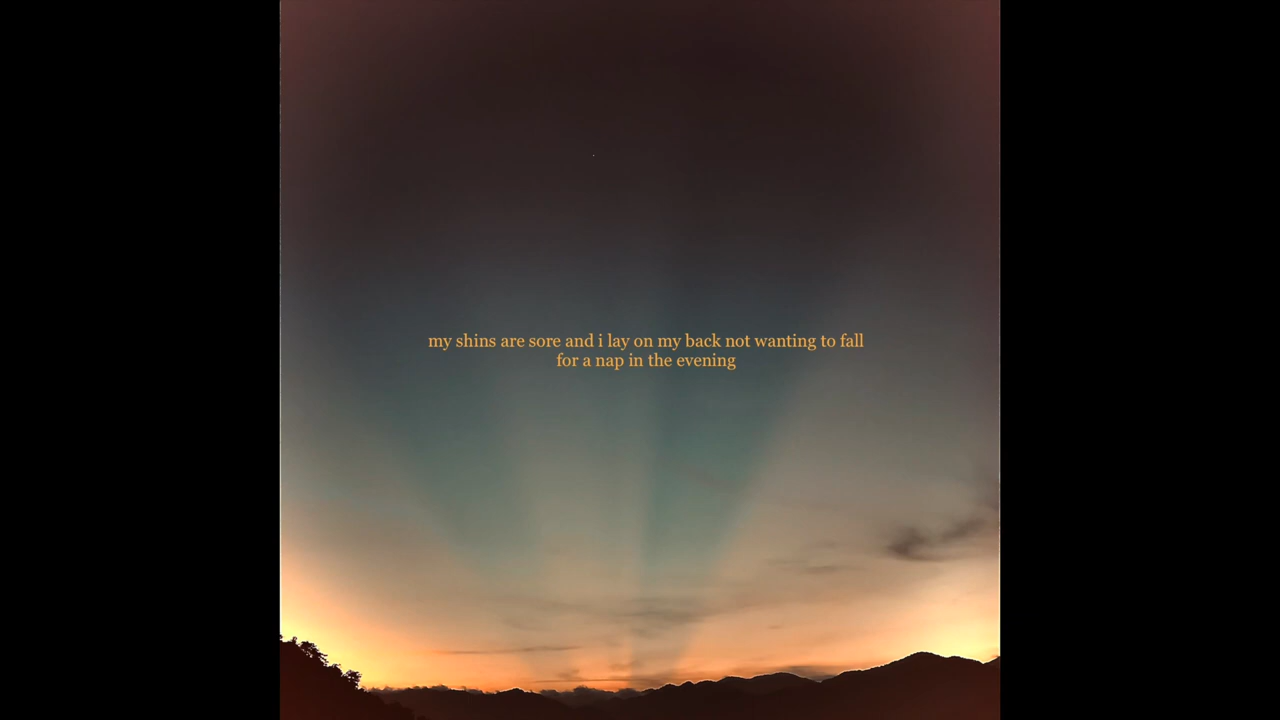 my shins are sore and i lay on my back not wanting to fall
for a nap in the evening